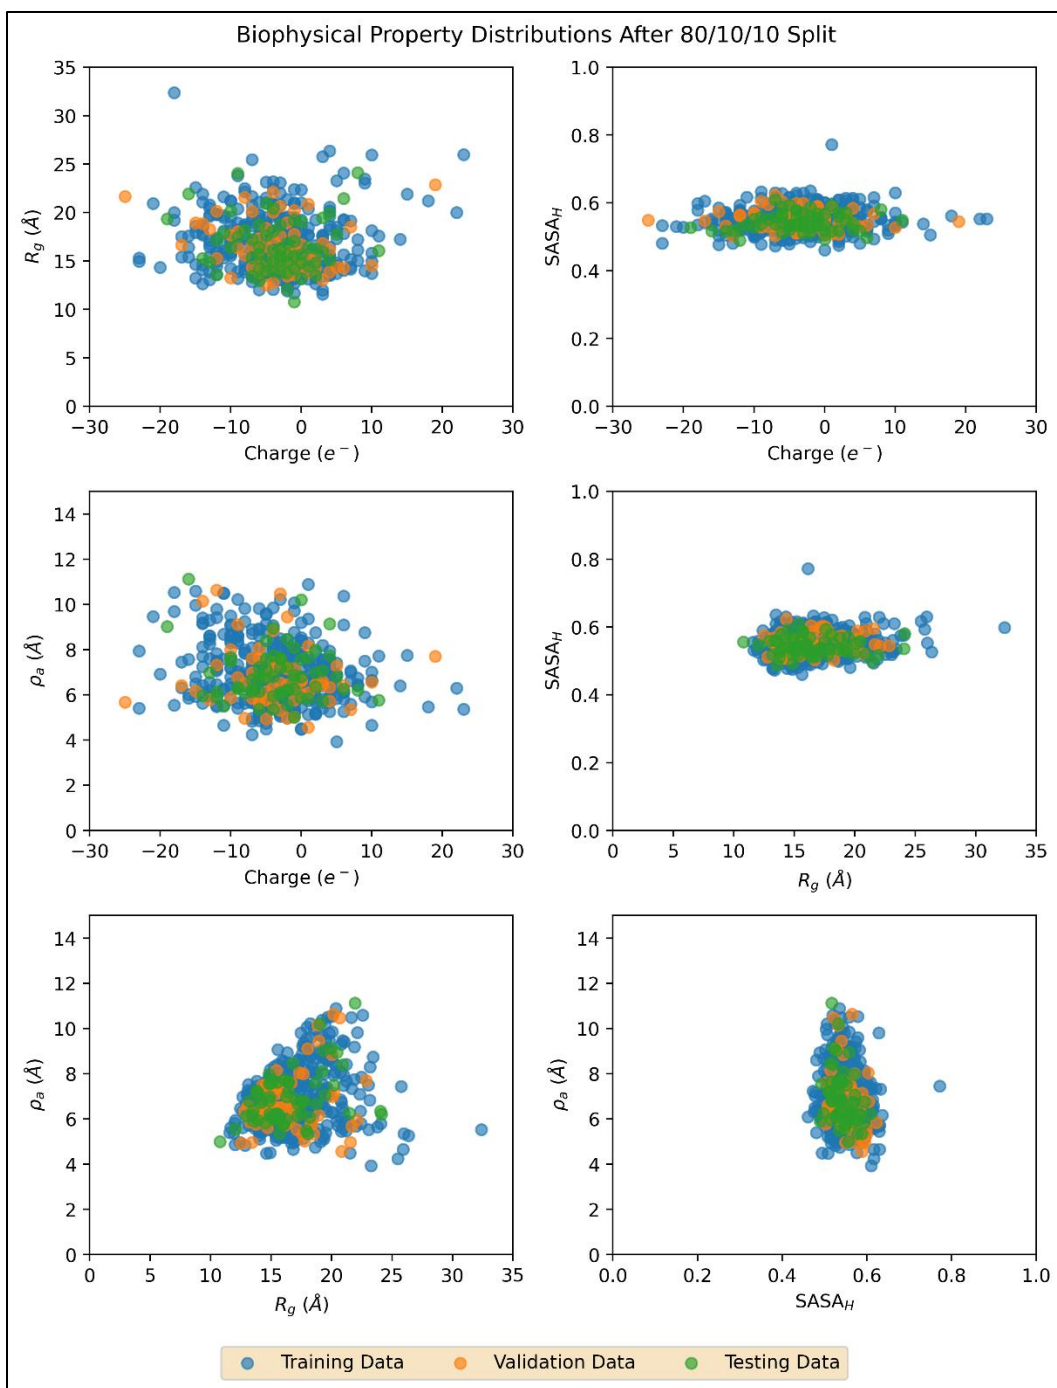 Biophysical Property Distributions After 80/10/10 Split
35
30
25
20
15
10
5
0
R_g (Å)
−30 −20 −10 0 10 20 30
Charge (e⁻)
1.0
0.8
0.6
0.4
0.2
0.0
SASA_H
−30 −20 −10 0 10 20 30
Charge (e⁻)
14
12
10
8
6
4
2
0
ρ_a (Å)
−30 −20 −10 0 10 20 30
Charge (e⁻)
1.0
0.8
0.6
0.4
0.2
0.0
SASA_H
0 5 10 15 20 25 30 35
R_g (Å)
14
12
10
8
6
4
2
0
ρ_a (Å)
0 5 10 15 20 25 30 35
R_g (Å)
14
12
10
8
6
4
2
0
ρ_a (Å)
0.0 0.2 0.4 0.6 0.8 1.0
SASA_H
Training Data Validation Data Testing Data